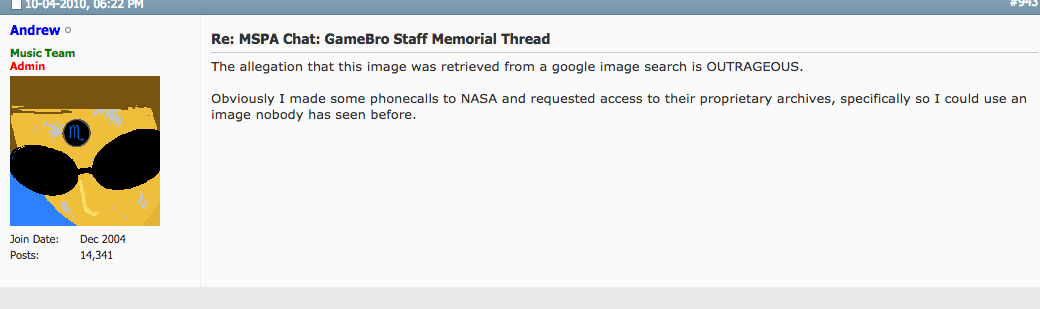 10-04-2010, 06:22 PM
#943
Andrew
Music Team
Admin
♏
Join Date: Dec 2004
Posts: 14,341
Re: MSPA Chat: GameBro Staff Memorial Thread
The allegation that this image was retrieved from a google image search is OUTRAGEOUS.
Obviously I made some phonecalls to NASA and requested access to their proprietary archives, specifically so I could use an
image nobody has seen before.